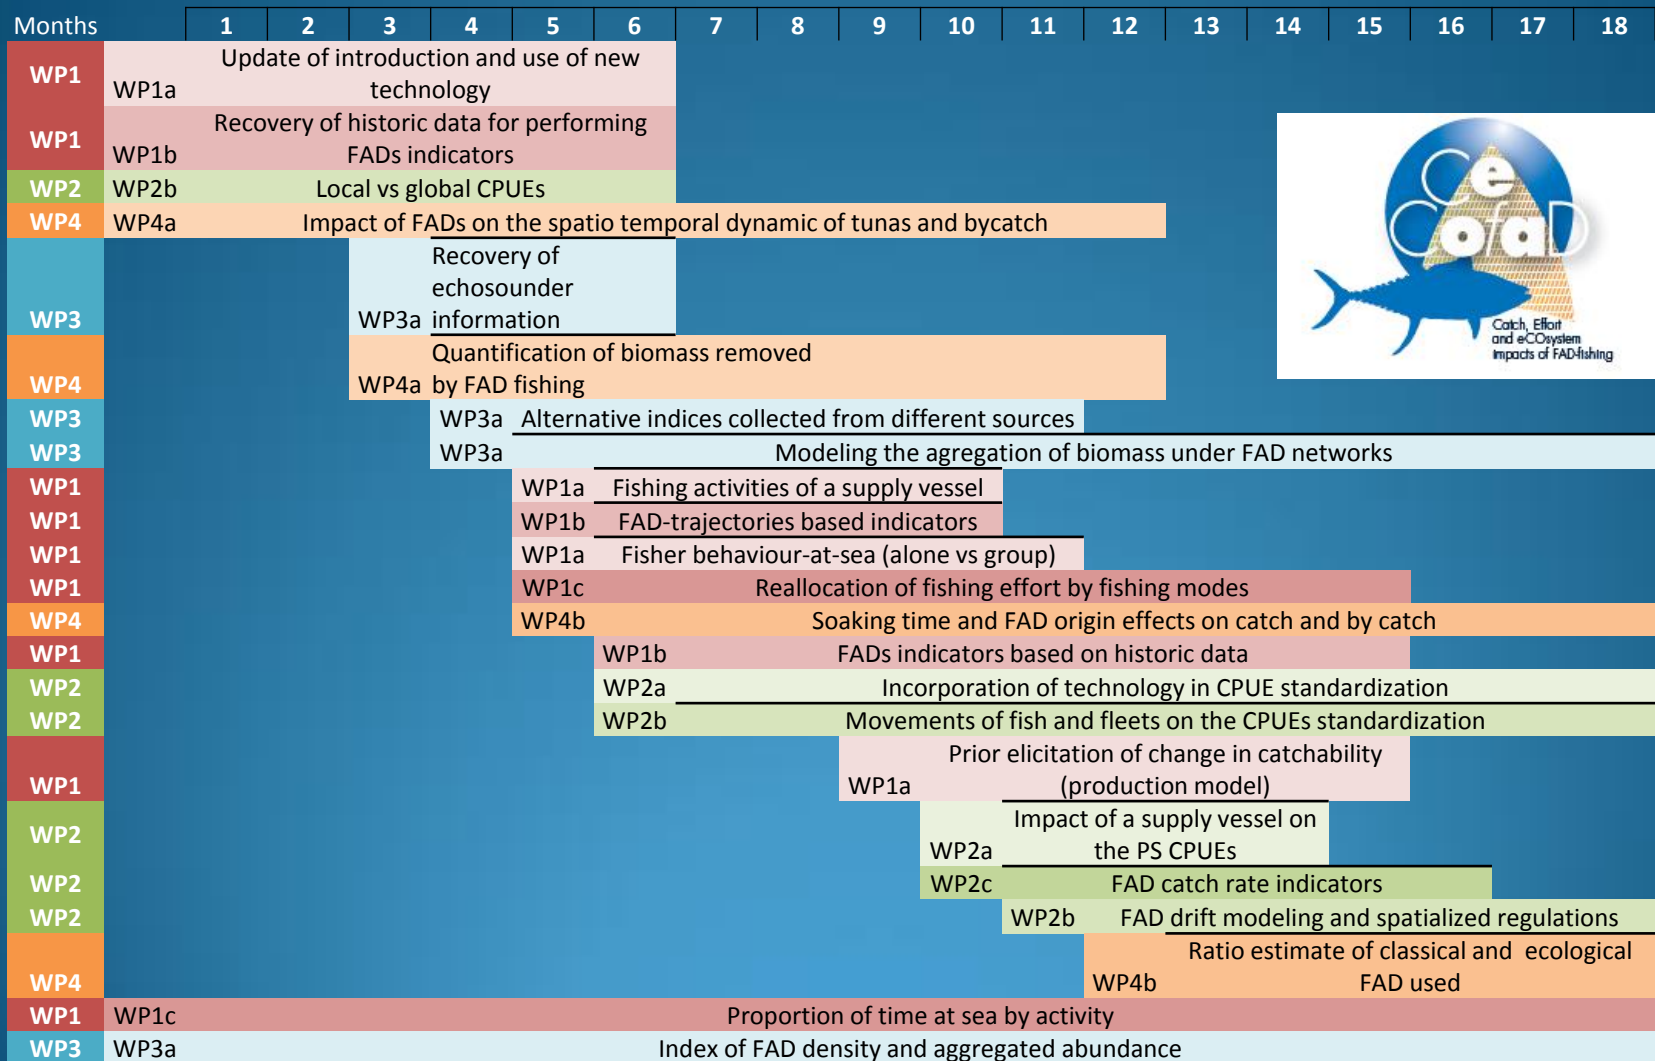 Months 1 2 3 4 5 6 7 8 9 10 11 12 13 14 15 16 17 18
WP1 WP1a Update of introduction and use of new
technology
WP1 WP1b Recovery of historic data for performing
FADs indicators
WP2 WP2b Local vs global CPUEs
WP4 WP4a Impact of FADs on the spatio temporal dynamic of tunas and bycatch
WP3 WP3a Recovery of
echosounder
information
WP4 WP4a Quantification of biomass removed
by FAD fishing
WP3 WP3a Alternative indices collected from different sources
WP3 WP3a Modeling the agregation of biomass under FAD networks
WP1 WP1a Fishing activities of a supply vessel
WP1 WP1b FAD-trajectories based indicators
WP1 WP1a Fisher behaviour-at-sea (alone vs group)
WP1 WP1c Reallocation of fishing effort by fishing modes
WP4 WP4b Soaking time and FAD origin effects on catch and by catch
WP1 WP1b FADs indicators based on historic data
WP2 WP2a Incorporation of technology in CPUE standardization
WP2 WP2b Movements of fish and fleets on the CPUEs standardization
WP1 WP1a Prior elicitation of change in catchability
(production model)
WP2 WP2a Impact of a supply vessel on
the PS CPUEs
WP2 WP2c FAD catch rate indicators
WP2 WP2b FAD drift modeling and spatialized regulations
WP4 WP4b Ratio estimate of classical and ecological
FAD used
WP1 WP1c Proportion of time at sea by activity
WP3 WP3a Index of FAD density and aggregated abundance
Ce
CofaD
Catch, Effort
and eCOsystem
impacts of FAD-fishing